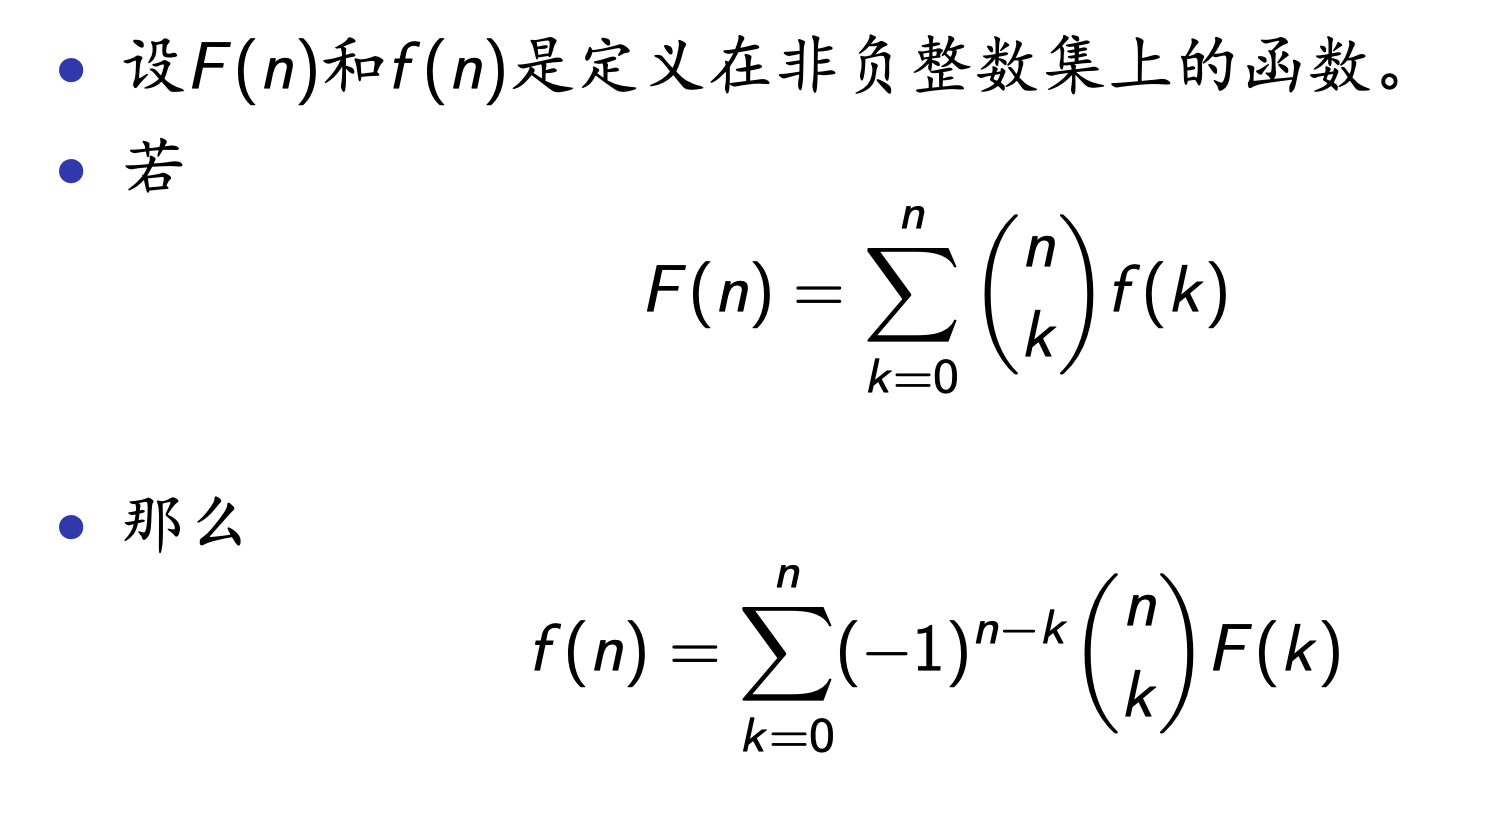 • 设F(n)和f(n)是定义在非负整数集上的函数。
• 若
F(n) = \sum_{k=0}^{n} \binom{n}{k} f(k)
• 那么
f(n) = \sum_{k=0}^{n} (-1)^{n-k} \binom{n}{k} F(k)